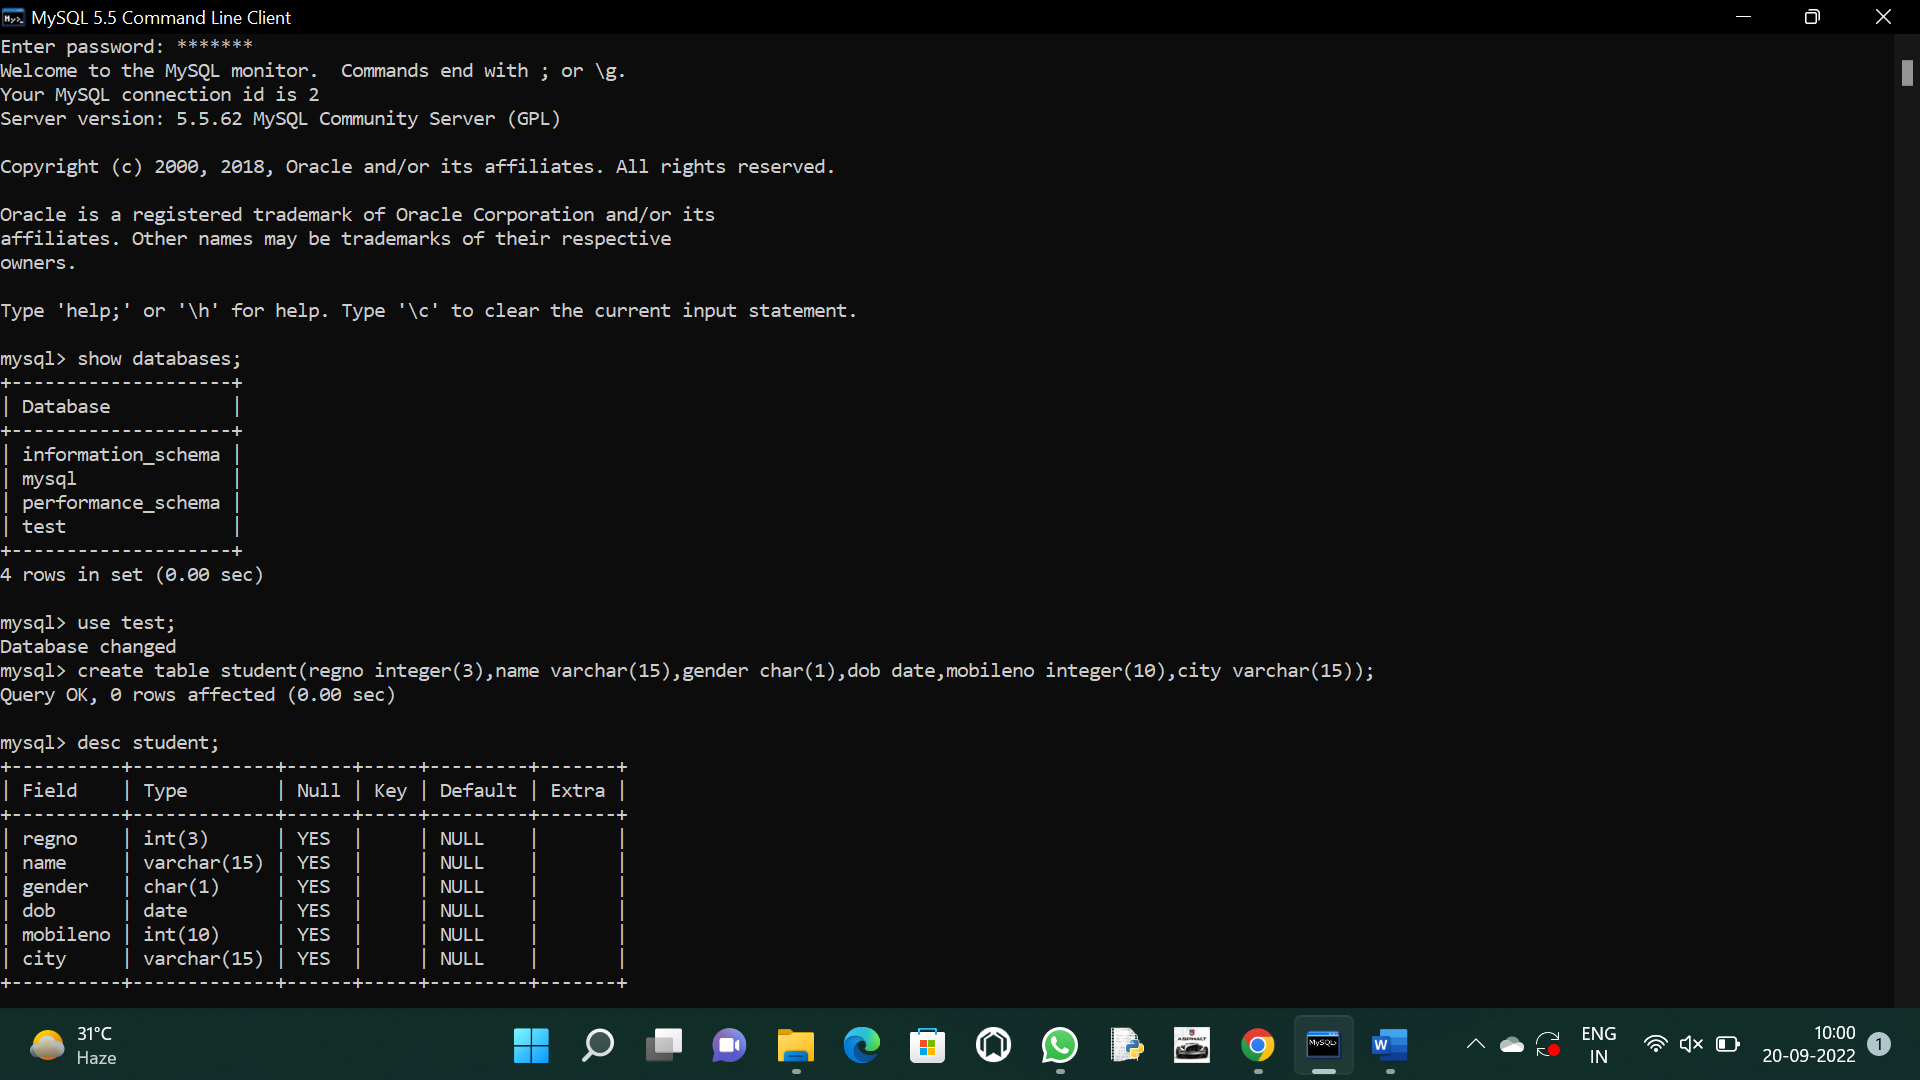 MySQL 5.5 Command Line Client
Enter password: *******
Welcome to the MySQL monitor.  Commands end with ; or \g.
Your MySQL connection id is 2
Server version: 5.5.62 MySQL Community Server (GPL)

Copyright (c) 2000, 2018, Oracle and/or its affiliates. All rights reserved.

Oracle is a registered trademark of Oracle Corporation and/or its
affiliates. Other names may be trademarks of their respective
owners.

Type 'help;' or '\h' for help. Type '\c' to clear the current input statement.

mysql> show databases;
+--------------------+
| Database           |
+--------------------+
| information_schema |
| mysql              |
| performance_schema |
| test               |
+--------------------+
4 rows in set (0.00 sec)

mysql> use test;
Database changed
mysql> create table student(regno integer(3),name varchar(15),gender char(1),dob date,mobileno integer(10),city varchar(15));
Query OK, 0 rows affected (0.00 sec)

mysql> desc student;
+----------+-------------+------+-----+---------+-------+
| Field    | Type        | Null | Key | Default | Extra |
+----------+-------------+------+-----+---------+-------+
| regno    | int(3)      | YES  |     | NULL    |       |
| name     | varchar(15) | YES  |     | NULL    |       |
| gender   | char(1)     | YES  |     | NULL    |       |
| dob      | date        | YES  |     | NULL    |       |
| mobileno | int(10)     | YES  |     | NULL    |       |
| city     | varchar(15) | YES  |     | NULL    |       |
+----------+-------------+------+-----+---------+-------+
31°C
Haze
ASPHALT
MySQL>
W
ENG
IN
10:00
20-09-2022
1